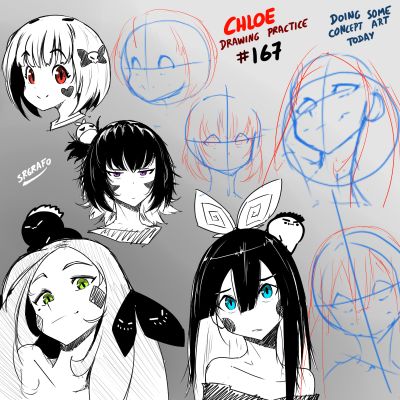 CHLOE
DRAWING PRACTICE
#167
DOING SOME
CONCEPT ART
TODAY
SRGRAFO